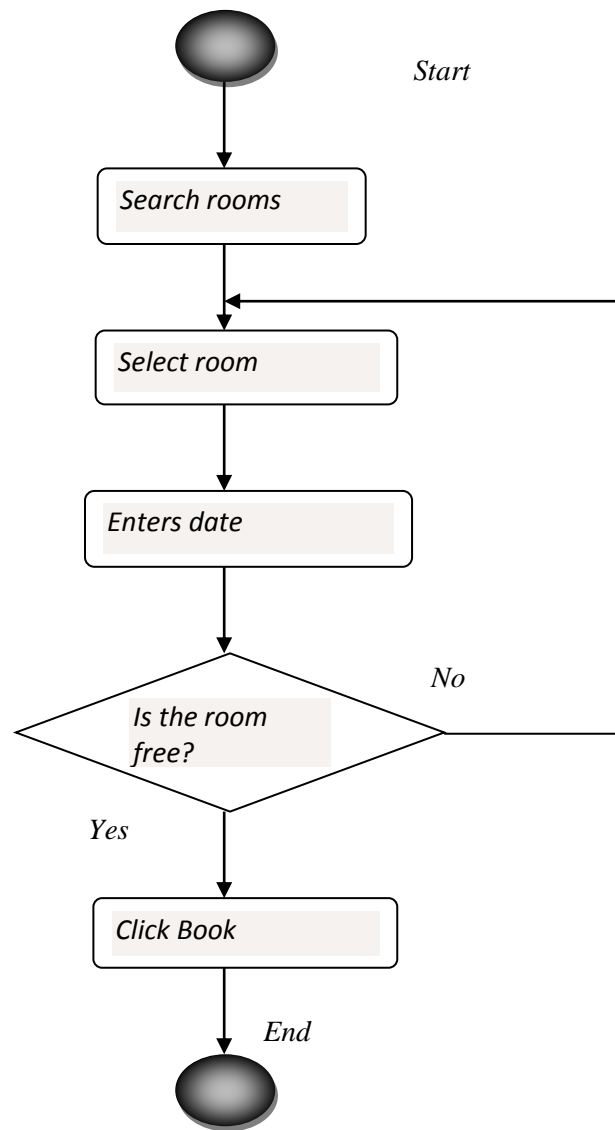 Start
Search rooms
Select room
Enters date
No
Is the room
free?
Yes
Click Book
End